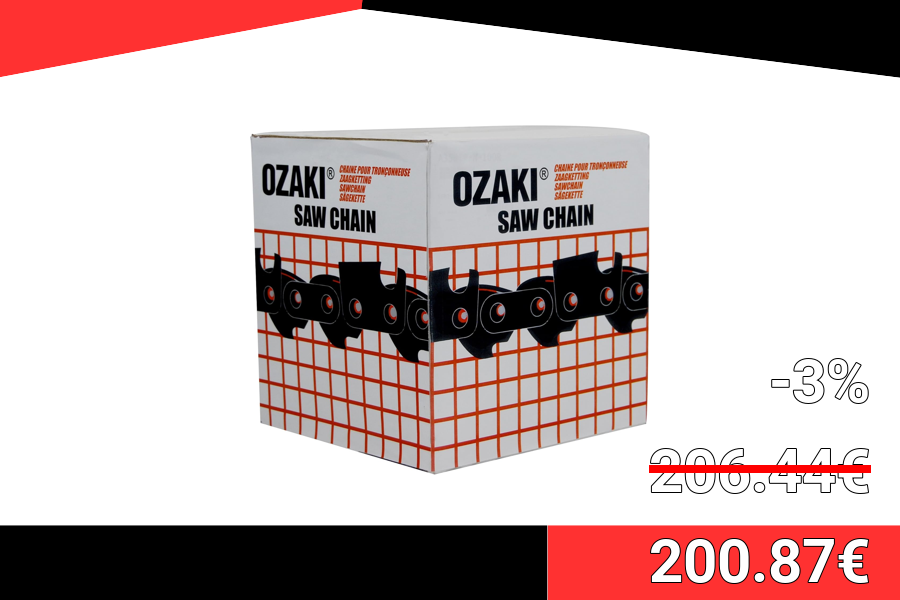 OZAKI®
CHAINE POUR TRONÇONNEUSE
ZAAGKETTING
SAWCHAIN
SÄGEKETTE
SAW CHAIN
OZAKI®
CHAINE POUR TRONÇONNEUSE
ZAAGKETTING
SAWCHAIN
SÄGEKETTE
SAW CHAIN
-3%
206.44€
200.87€